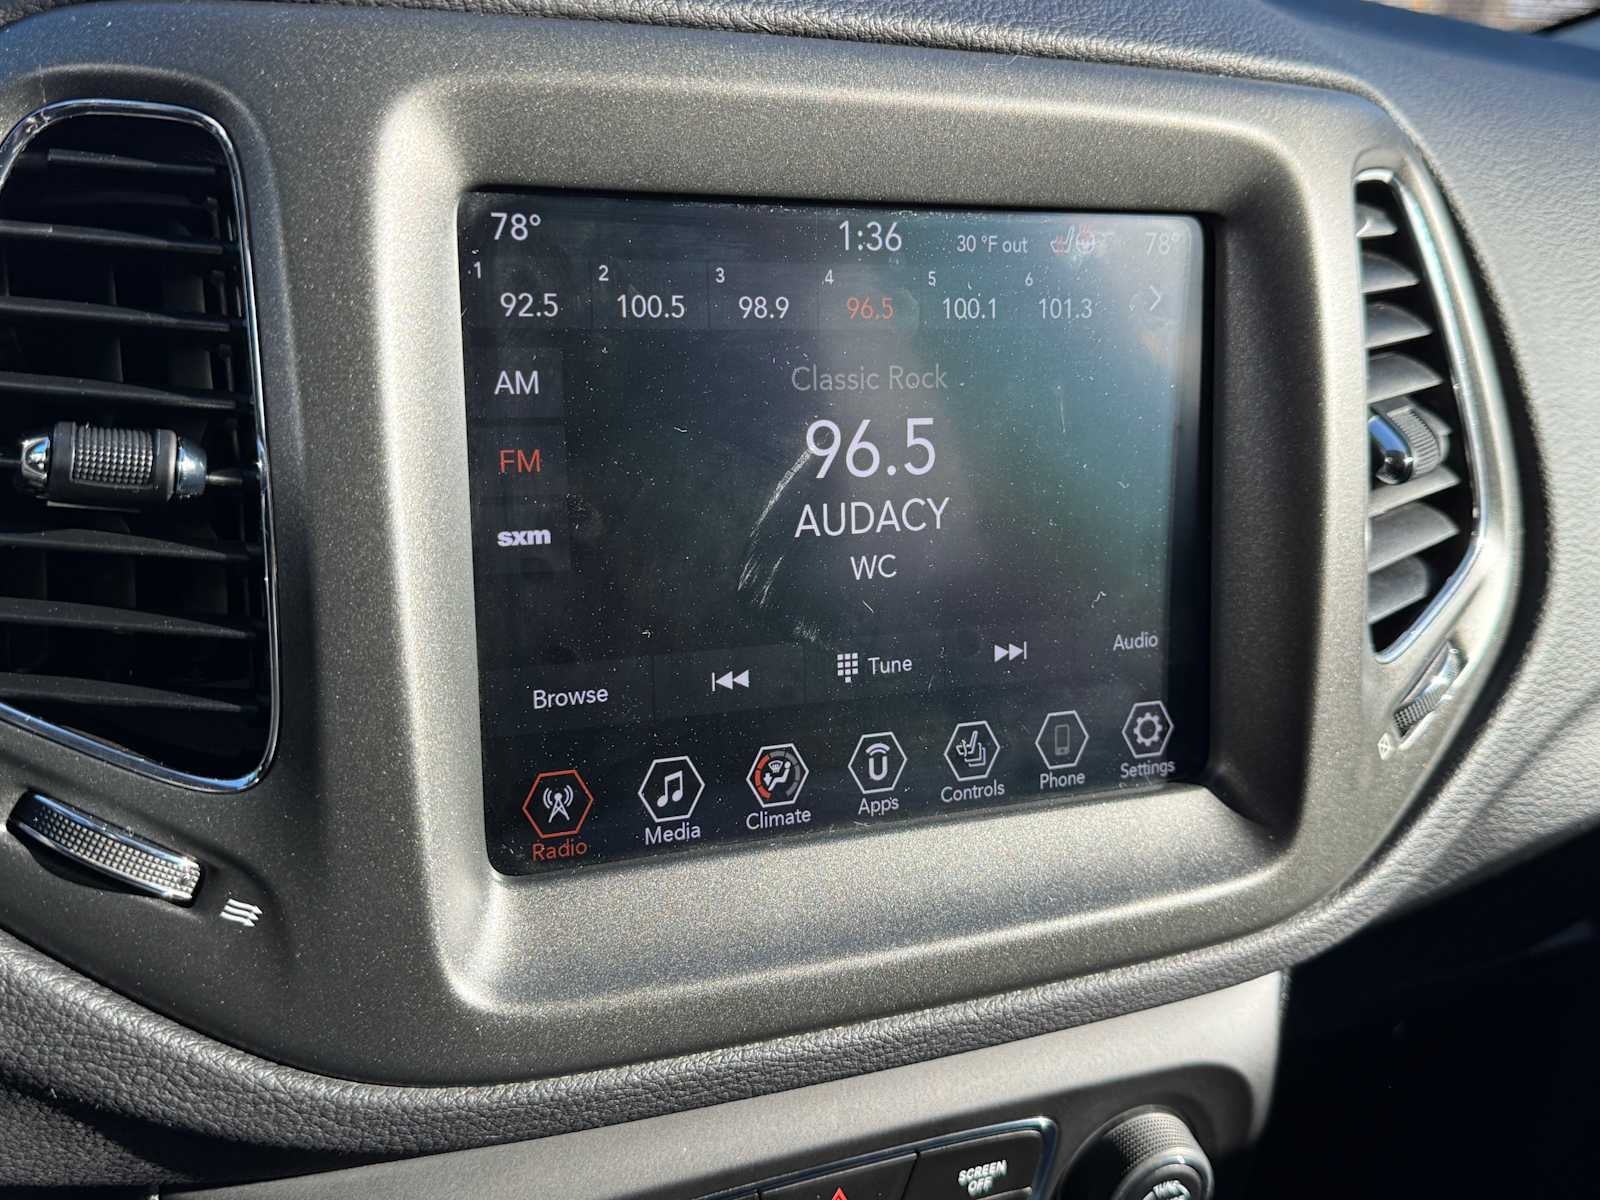 78° 1:36 30 °F out 78°
1 2 3 4 5 6
92.5 100.5 98.9 96.5 100.1 101.3
AM
Classic Rock
FM
96.5
sxm
AUDACY
WC
Browse Tune Audio
Radio Media Climate Apps Controls Phone Settings
SCREEN
OFF